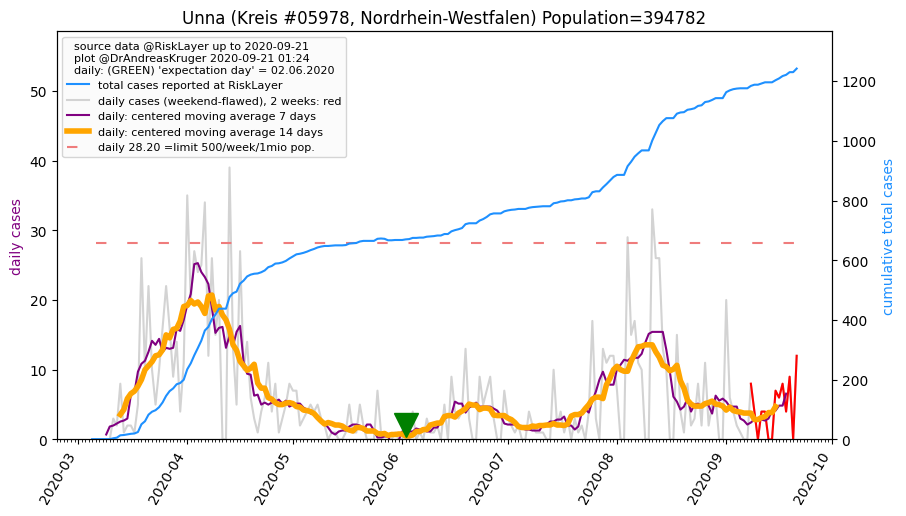 Unna (Kreis #05978, Nordrhein-Westfalen) Population=394782
source data @RiskLayer up to 2020-09-21
plot @DrAndreasKruger 2020-09-21 01:24
daily: (GREEN) 'expectation day' = 02.06.2020
total cases reported at RiskLayer
daily cases (weekend-flawed), 2 weeks: red
daily: centered moving average 7 days
daily: centered moving average 14 days
daily 28.20 =limit 500/week/1mio pop.
daily cases
50
40
30
20
10
0
cumulative total cases
1200
1000
800
600
400
200
0
2020-03
2020-04
2020-05
2020-06
2020-07
2020-08
2020-09
2020-10